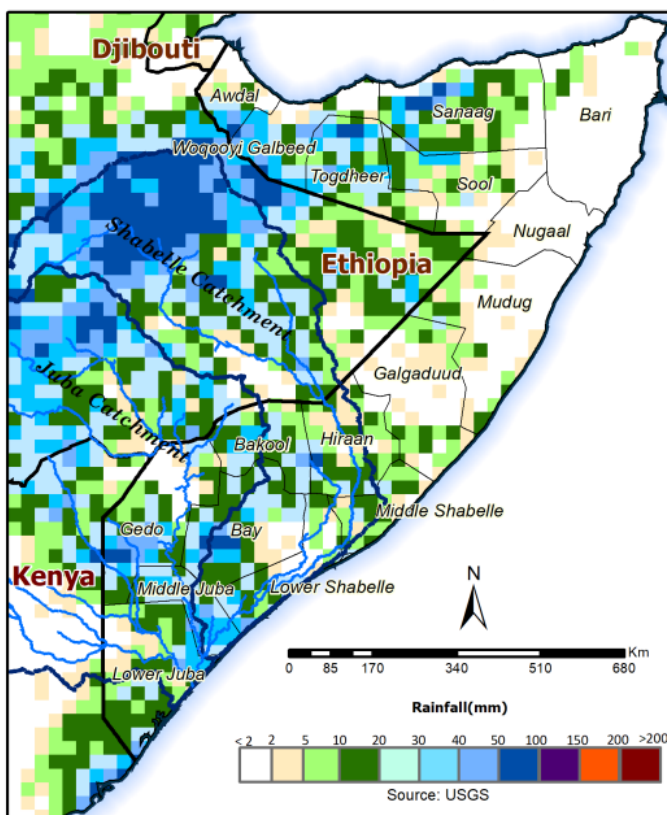 Djibouti
Awdal
Sanaag
Bari
Woqooyi Galbeed
Togdheer
Sool
Shabelle Catchment
Ethiopia
Nugaal
Mudug
Galgaduud
Juba Catchment
Bakool
Hiraan
Middle Shabelle
Gedo
Bay
Kenya
Middle Juba
Lower Shabelle
N
Lower Juba
Km
0 85 170 340 510 680
Rainfall(mm)
< 2 2 5 10 20 30 40 50 100 150 200 >200
Source: USGS